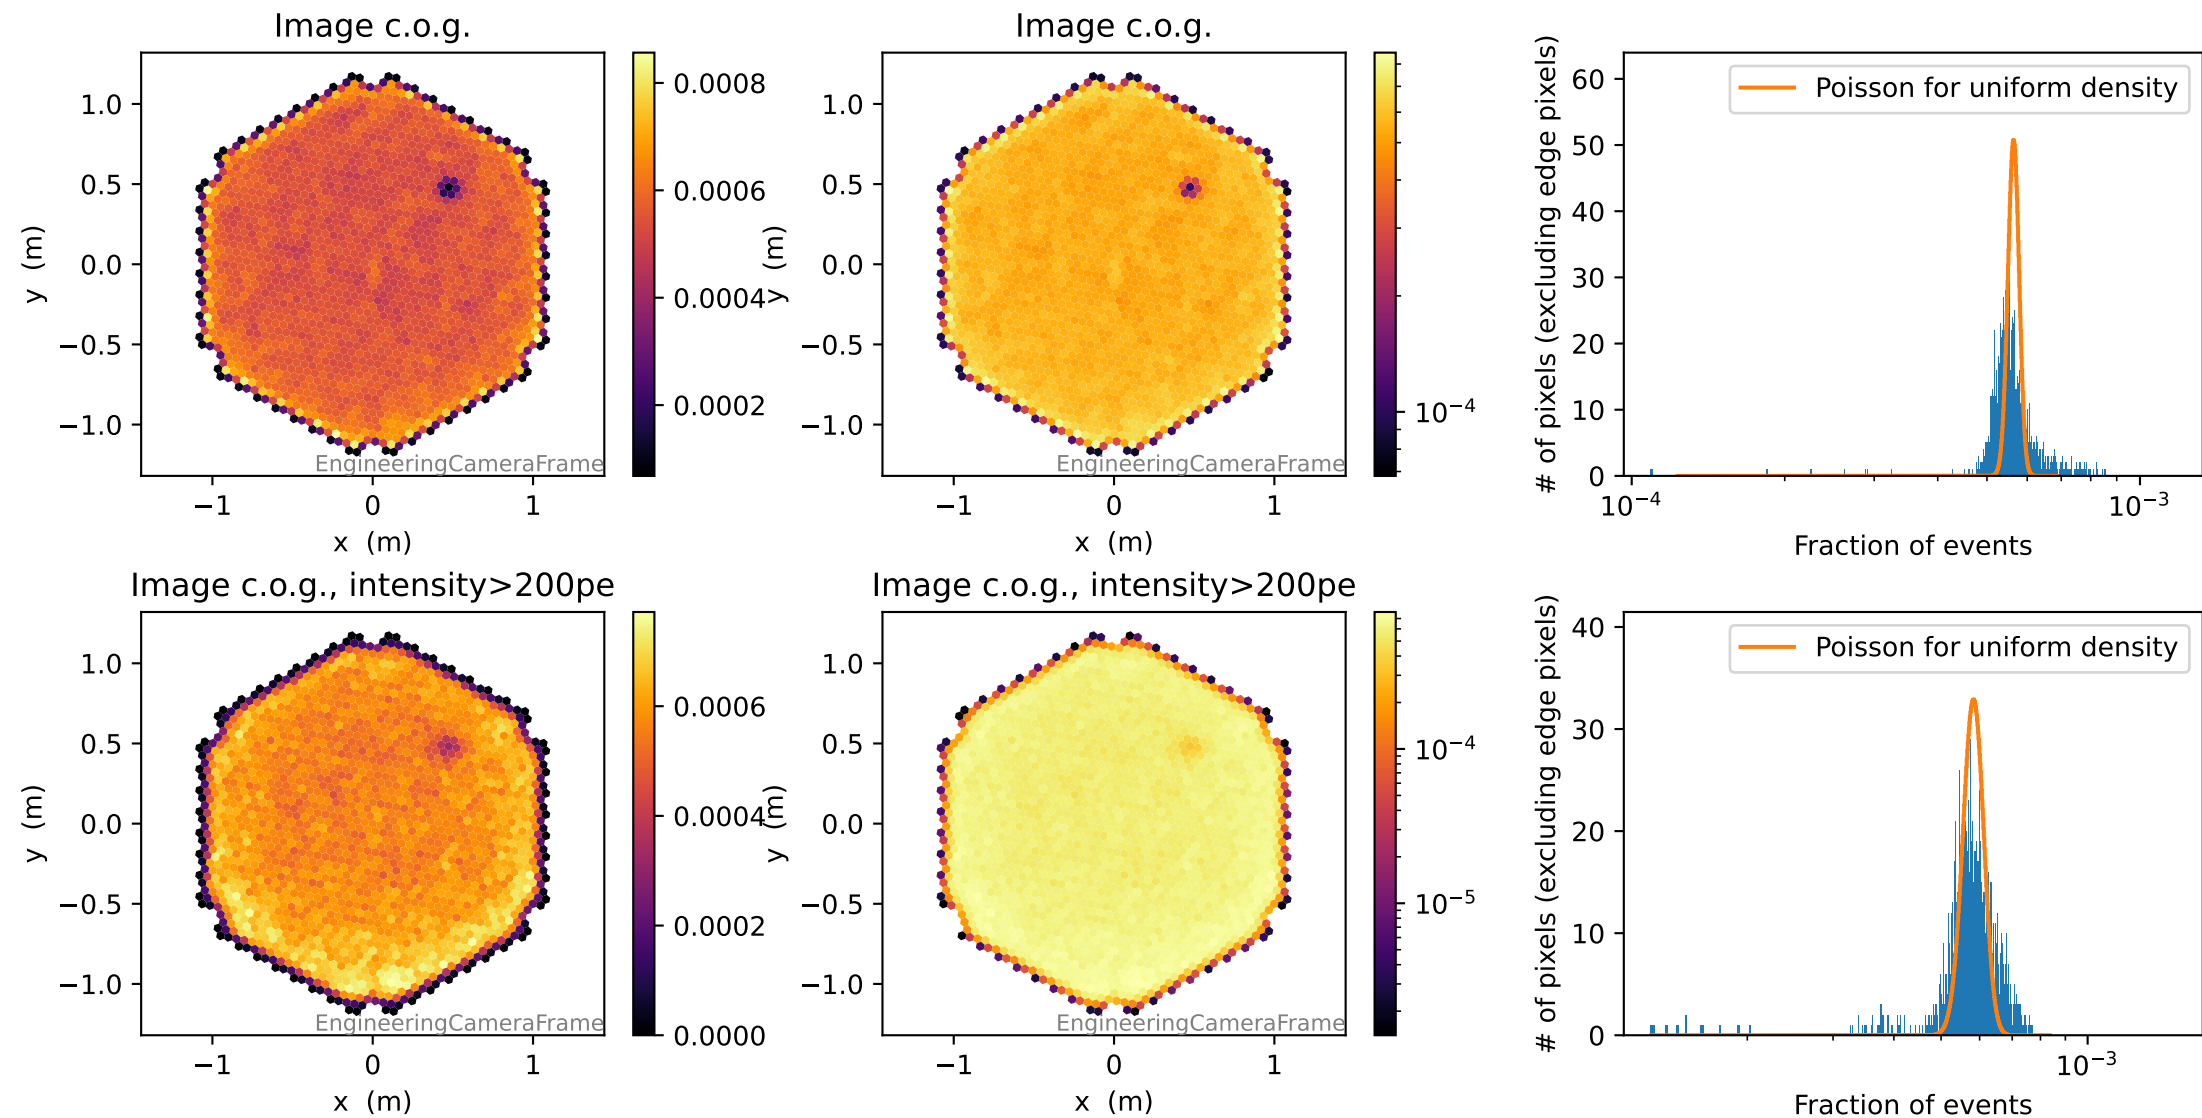 Image c.o.g.
1.0
0.5
0.0
−0.5
−1.0
y (m)
−1
0
1
x (m)
EngineeringCameraFrame
0.0008
0.0006
0.0004
0.0002
Image c.o.g.
1.0
0.5
0.0
−0.5
−1.0
y (m)
−1
0
1
x (m)
EngineeringCameraFrame
10⁻⁴
Poisson for uniform density
# of pixels (excluding edge pixels)
60
50
40
30
20
10
0
10⁻⁴
10⁻³
Fraction of events
Image c.o.g., intensity>200pe
1.0
0.5
0.0
−0.5
−1.0
y (m)
−1
0
1
x (m)
EngineeringCameraFrame
0.0006
0.0004
0.0002
0.0000
Image c.o.g., intensity>200pe
1.0
0.5
0.0
−0.5
−1.0
y (m)
−1
0
1
x (m)
EngineeringCameraFrame
10⁻⁴
10⁻⁵
Poisson for uniform density
# of pixels (excluding edge pixels)
40
30
20
10
0
10⁻³
Fraction of events